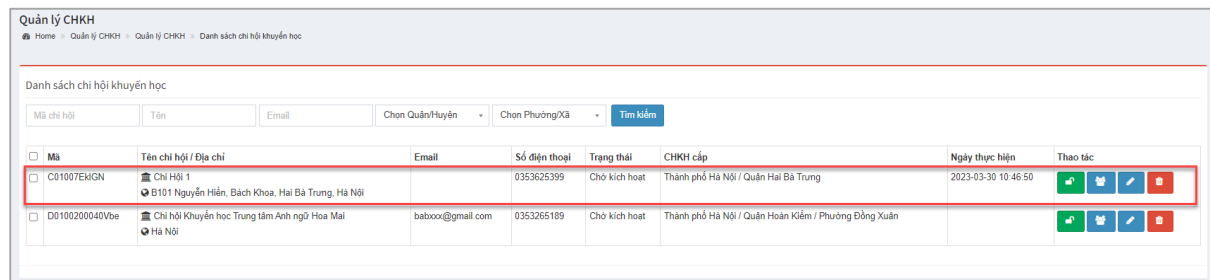 Quản lý CHKH
Home » Quản lý CHKH » Quản lý CHKH » Danh sách chi hội khuyến học
Danh sách chi hội khuyến học
Mã chi hội Tên Email Chọn Quận/Huyện Chọn Phường/Xã Tìm kiếm
Mã Tên chi hội / Địa chỉ Email Số điện thoại Trạng thái CHKH cấp Ngày thực hiện Thao tác
C01007EkIGN Chi Hội 1 0353625399 Chờ kích hoạt Thành phố Hà Nội / Quận Hai Bà Trưng 2023-03-30 10:46:50
B101 Nguyễn Hiền, Bách Khoa, Hai Bà Trưng, Hà Nội
D0100200040Vbe Chi hội Khuyến học Trung tâm Anh ngữ Hoa Mai babxxx@gmail.com 0353265189 Chờ kích hoạt Thành phố Hà Nội / Quận Hoàn Kiếm / Phường Đồng Xuân
Hà Nội